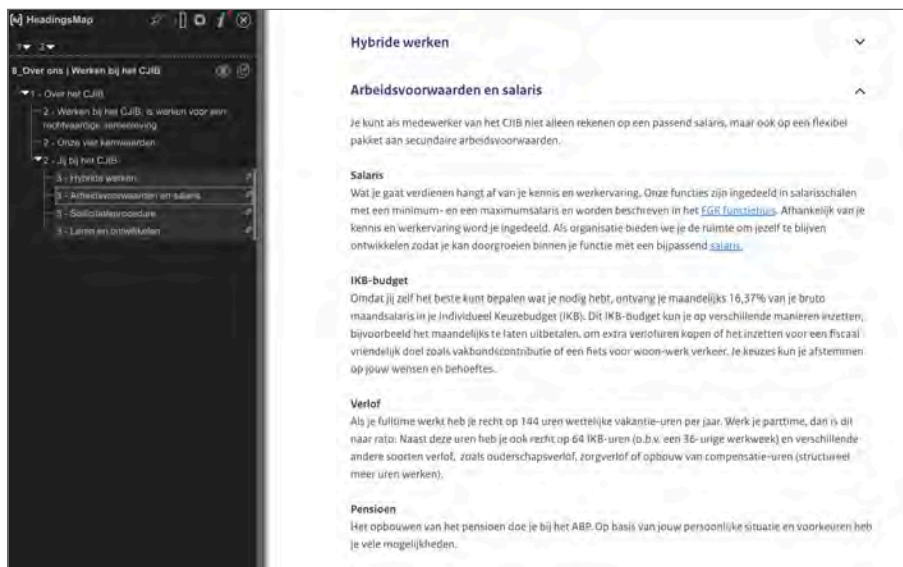 HeadingsMap
8_Over ons | Werken bij het CJIB
1 - Over het CJIB
2 - Werken bij het CJIB, is werken voor een
rechtvaardige samenleving
2 - Onze vier kernwaarden
2 - Jij bij het CJIB
3 - Hybride werken
3 - Arbeidsvoorwaarden en salaris
3 - Sollicitatieprocedure
3 - Leren en ontwikkelen
Hybride werken
Arbeidsvoorwaarden en salaris
Je kunt als medewerker van het CJIB niet alleen rekenen op een passend salaris, maar ook op een flexibel
pakket aan secundaire arbeidsvoorwaarden.
Salaris
Wat je gaat verdienen hangt af van je kennis en werkervaring. Onze functies zijn ingedeeld in salarisschalen
met een minimum- en een maximumsalaris en worden beschreven in het FGR functiehuis. Afhankelijk van je
kennis en werkervaring word je ingedeeld. Als organisatie bieden we je de ruimte om jezelf te blijven
ontwikkelen zodat je kan doorgroeien binnen je functie met een bijpassend salaris.
IKB-budget
Omdat jij zelf het beste kunt bepalen wat je nodig hebt, ontvang je maandelijks 16,37% van je bruto
maandsalaris in je Individueel Keuzebudget (IKB). Dit IKB-budget kun je op verschillende manieren inzetten,
bijvoorbeeld het maandelijks te laten uitbetalen, om extra verlofuren kopen of het inzetten voor een fiscaal
vriendelijk doel zoals vakbondscontributie of een fiets voor woon-werk verkeer. Je keuzes kun je afstemmen
op jouw wensen en behoeftes.
Verlof
Als je fulltime werkt heb je recht op 144 uren wettelijke vakantie-uren per jaar. Werk je parttime, dan is dit
naar rato. Naast deze uren heb je ook recht op 64 IKB-uren (o.b.v. een 36- urige werkweek) en verschillende
andere soorten verlof, zoals ouderschapsverlof, zorgverlof of opbouw van compensatie-uren (structureel
meer uren werken).
Pensioen
Het opbouwen van het pensioen doe je bij het ABP. Op basis van jouw persoonlijke situatie en voorkeuren heb
je vele mogelijkheden.